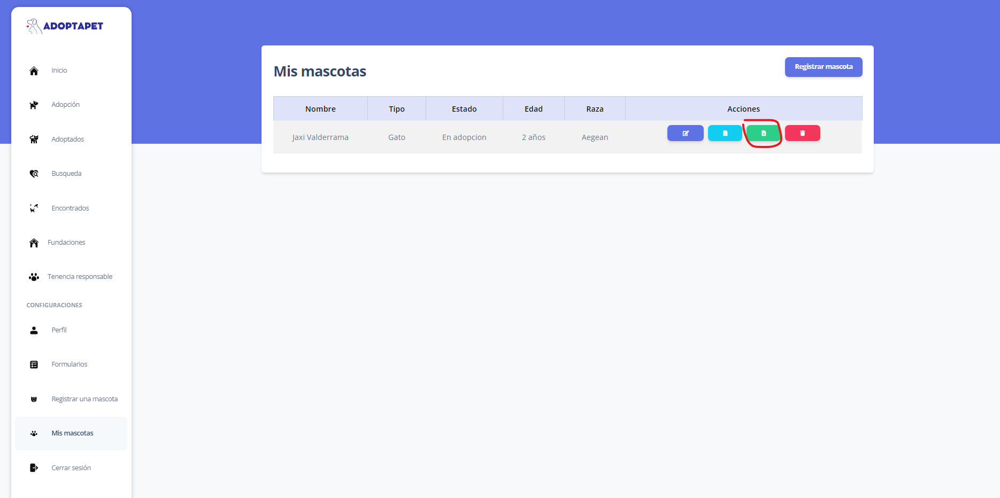 ADOPTAPET
Inicio
Adopción
Adoptados
Busqueda
Encontrados
Fundaciones
Tenencia responsable
CONFIGURACIONES
Perfil
Formularios
Registrar una mascota
Mis mascotas
Cerrar sesión
Mis mascotas
Registrar mascota
Nombre Tipo Estado Edad Raza Acciones
Jaxi Valderrama Gato En adopcion 2 años Aegean